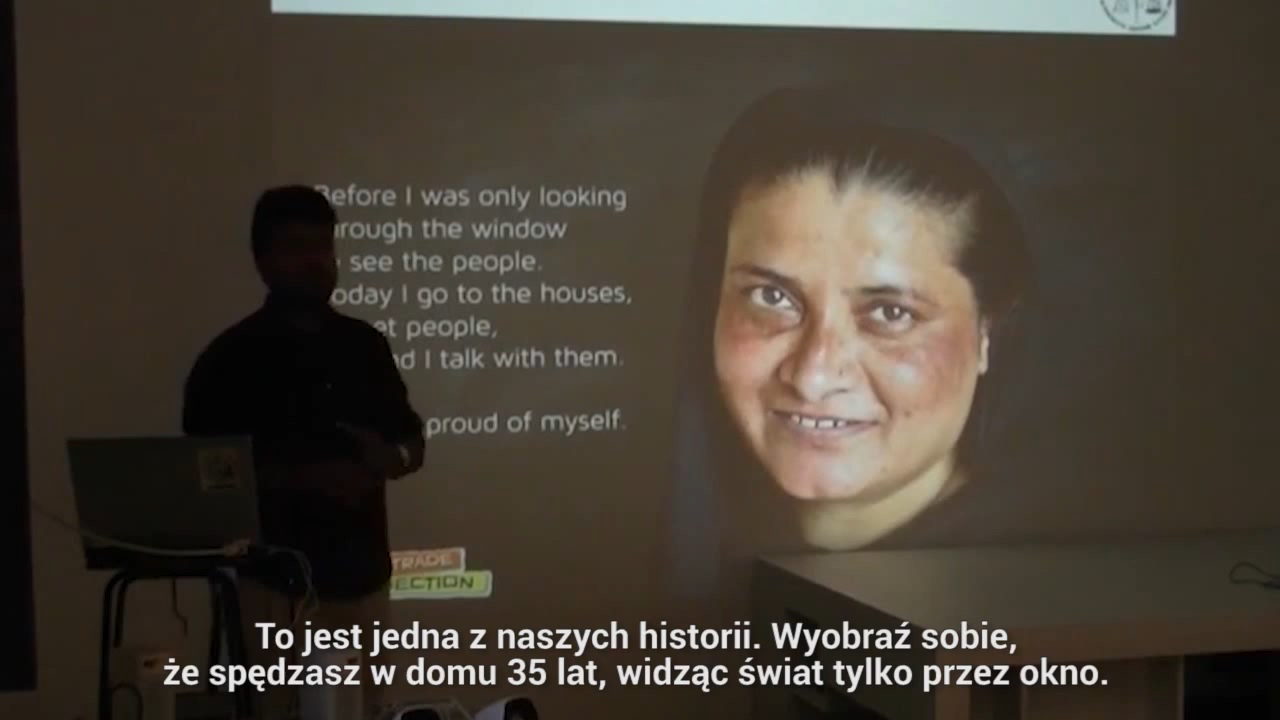 efore I was only looking
rough the window
see the people.
oday I go to the houses,
et people,
d I talk with them.
proud of myself.
TRADE
ECTION
To jest jedna z naszych historii. Wyobraź sobie,
że spędzasz w domu 35 lat, widząc świat tylko przez okno.